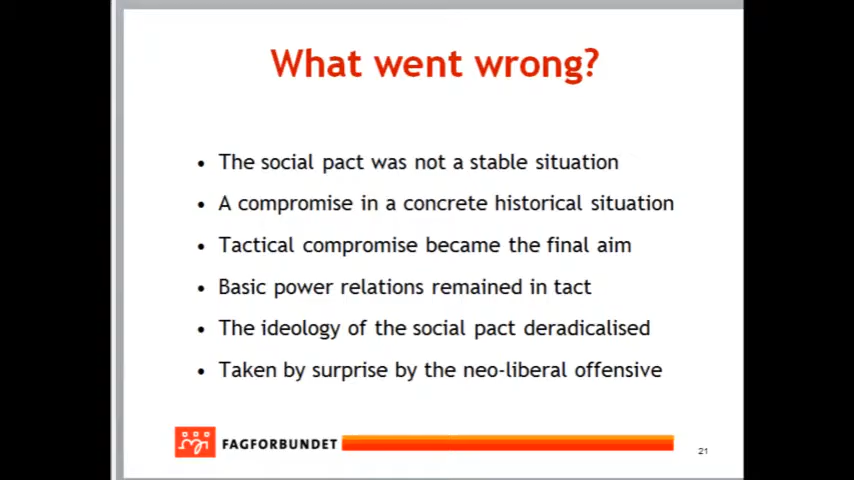 What went wrong?
• The social pact was not a stable situation
• A compromise in a concrete historical situation
• Tactical compromise became the final aim
• Basic power relations remained in tact
• The ideology of the social pact deradicalised
• Taken by surprise by the neo-liberal offensive
FAGFORBUNDET
21